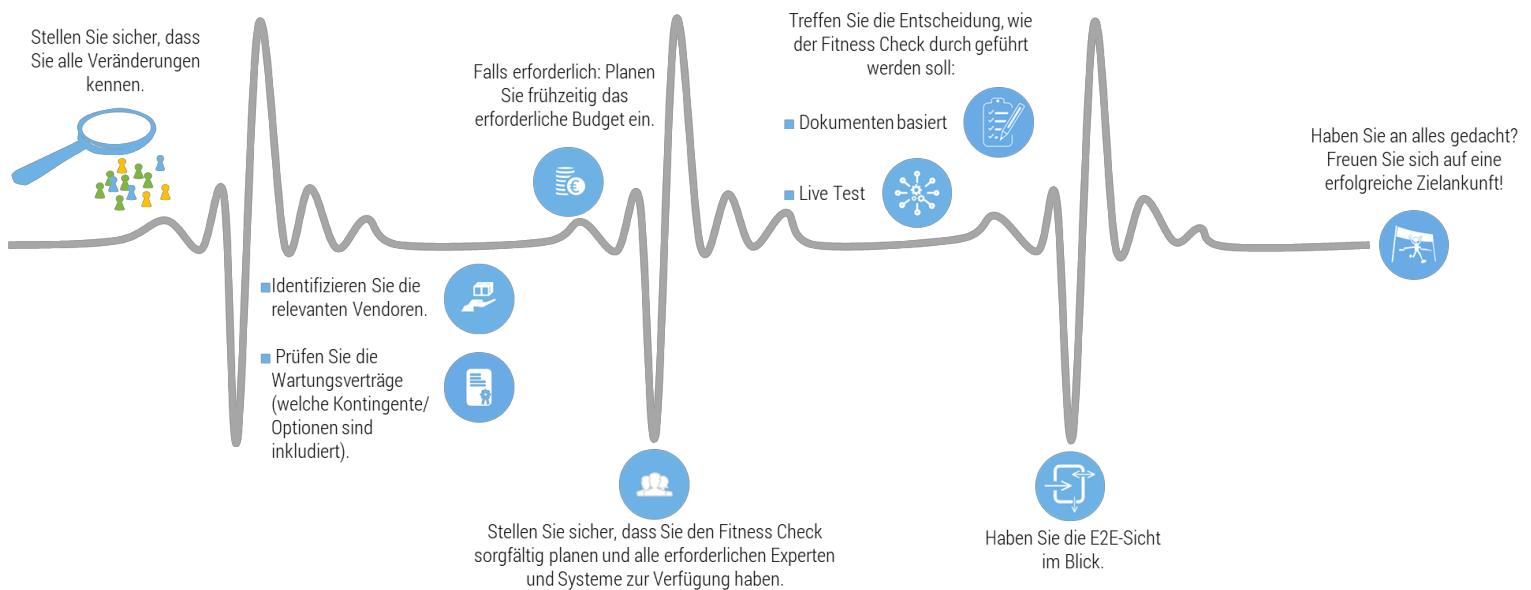 Stellen Sie sicher, dass
Sie alle Veränderungen
kennen.
Identifizieren Sie die
relevanten Vendoren.
Prüfen Sie die
Wartungsverträge
(welche Kontingente/
Optionen sind
inkludiert).
Falls erforderlich: Planen
Sie frühzeitig das
erforderliche Budget ein.
Stellen Sie sicher, dass Sie den Fitness Check
sorgfältig planen und alle erforderlichen Experten
und Systeme zur Verfügung haben.
Treffen Sie die Entscheidung, wie
der Fitness Check durch geführt
werden soll:
Dokumenten basiert
Live Test
Haben Sie die E2E-Sicht
im Blick.
Haben Sie an alles gedacht?
Freuen Sie sich auf eine
erfolgreiche Zielankunft!